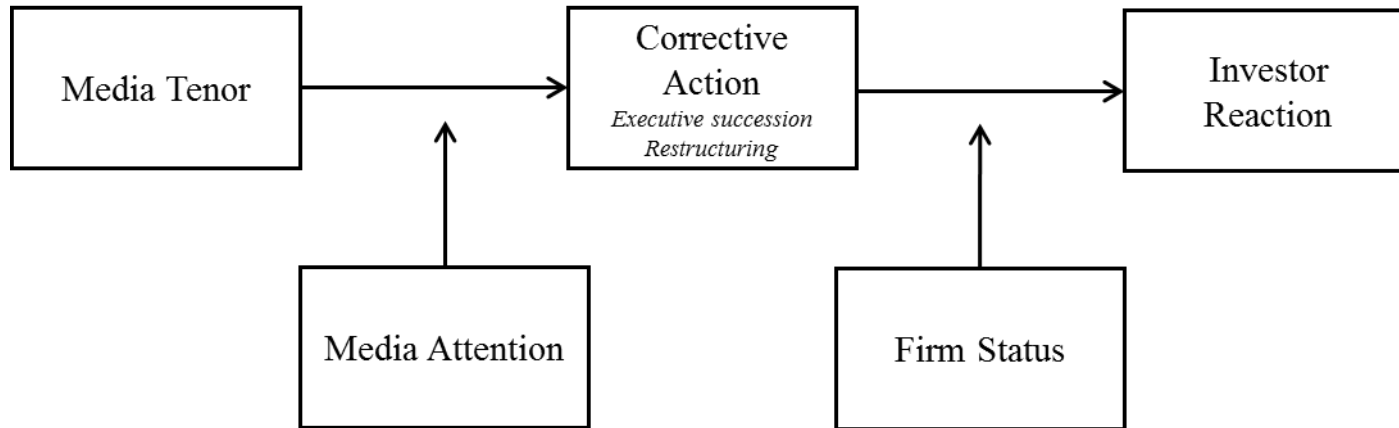 Media Tenor
Corrective
Action
Executive succession
Restructuring
Investor
Reaction
Media Attention
Firm Status